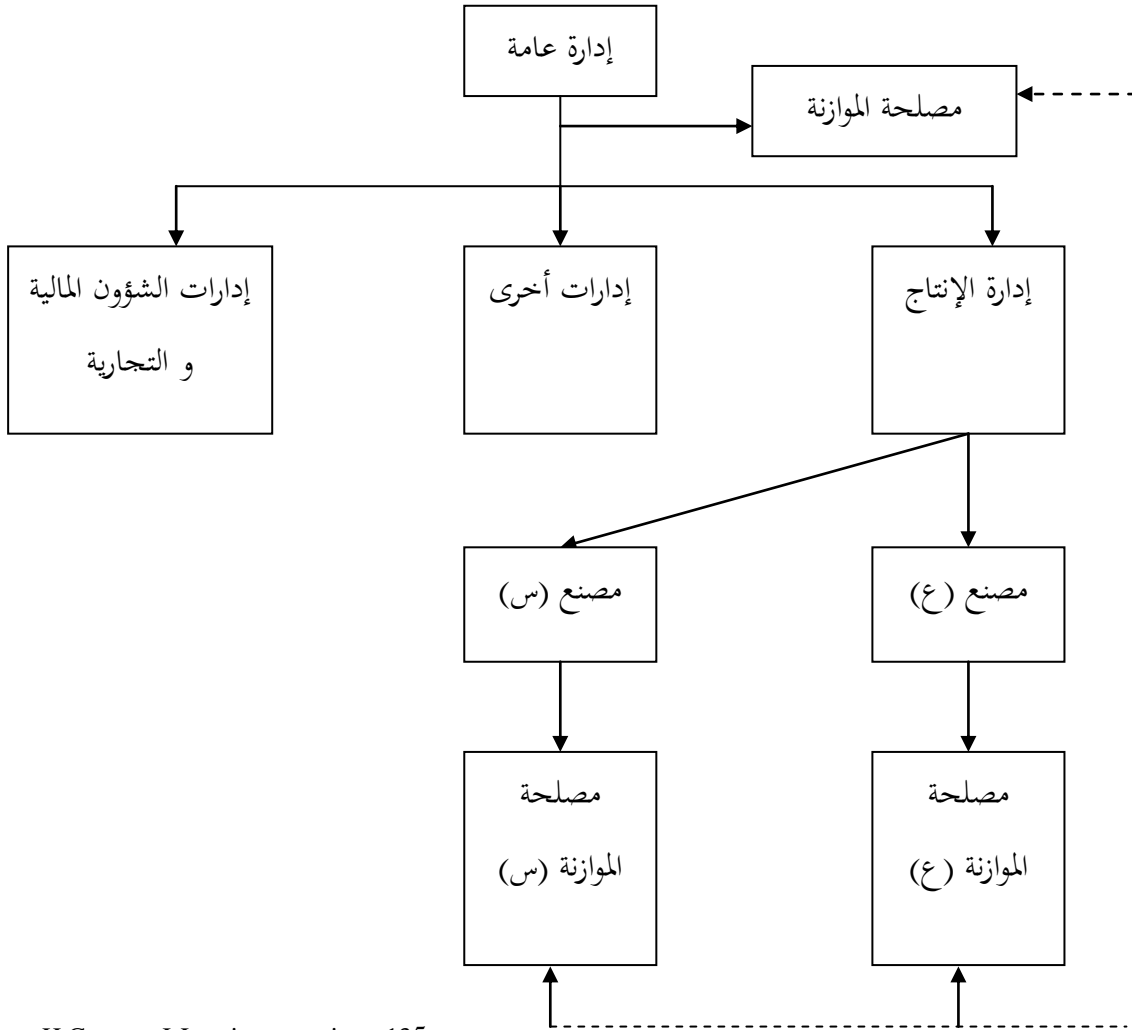 إدارة عامة
مصلحة الموازنة
إدارة الإنتاج
إدارات أخرى
إدارات الشؤون المالية
و التجارية
مصنع (ع)
مصنع (س)
مصلحة
الموازنة (ع)
مصلحة
الموازنة (س)